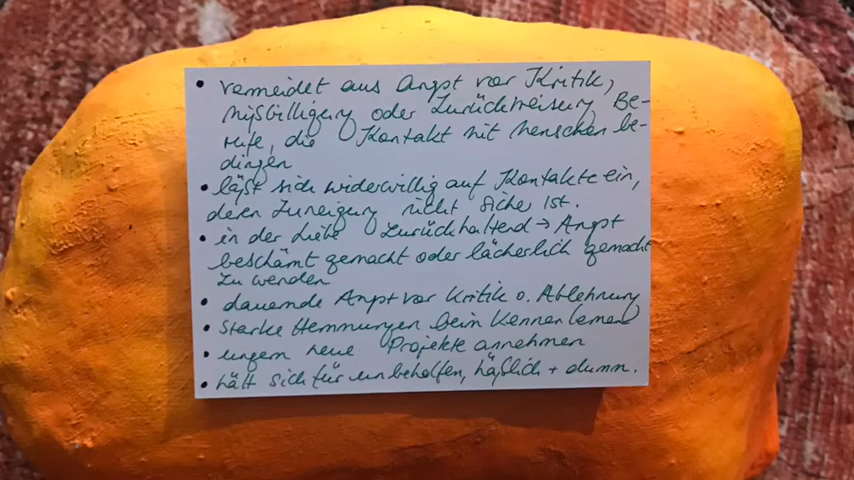 • vermeidet aus Angst vor Kritik,
Mißbilligung oder Zurückweisung Be-
rufe, die Kontakt mit Menschen be-
dingen
• läßt sich widerwillig auf Kontakte ein,
deren Zuneigung nicht sicher ist.
• in der Liebe zurückhaltend → Angst
beschämt gemacht oder lächerlich gemacht
zu werden
• dauernde Angst vor Kritik o. Ablehnung
• starke Hemmungen beim Kennenlernen
• ungern neue Projekte annehmen
• hält sich für unbeholfen, häßlich + dumm.